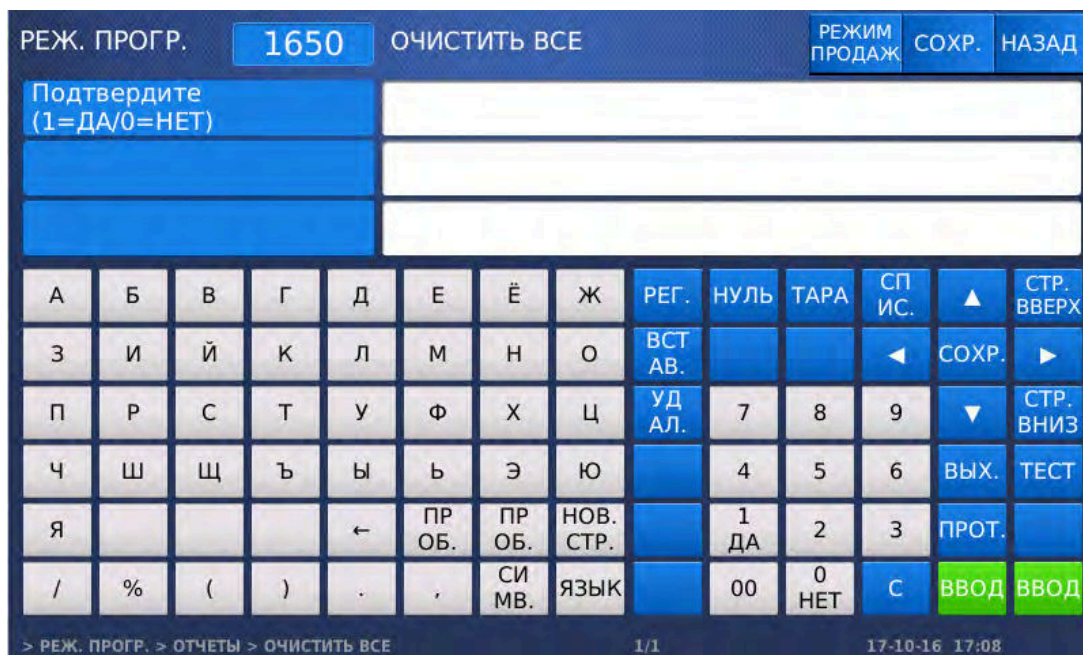 РЕЖ. ПРОГР. 1650 ОЧИСТИТЬ ВСЕ РЕЖИМ ПРОДАЖ СОХР. НАЗАД
Подтвердите
(1=ДА/0=НЕТ)
А Б В Г Д Е Ё Ж РЕГ. НУЛЬ ТАРА СП ИС. ▲ СТР. ВВЕРХ
З И Й К Л М Н О ВСТ АВ. ◀ СОХР. ▶
П Р С Т У Ф Х Ц УД АЛ. 7 8 9 ▼ СТР. ВНИЗ
Ч Ш Щ Ъ Ы Ь Э Ю 4 5 6 ВЫХ. ТЕСТ
Я ← ПР ОБ. ПР ОБ. НОВ. СТР. 1 ДА 2 3 ПРОТ.
/ % ( ) . , СИ МВ. ЯЗЫК 00 0 НЕТ C ВВОД ВВОД
> РЕЖ. ПРОГР. > ОТЧЕТЫ > ОЧИСТИТЬ ВСЕ 1/1 17-10-16 17:08